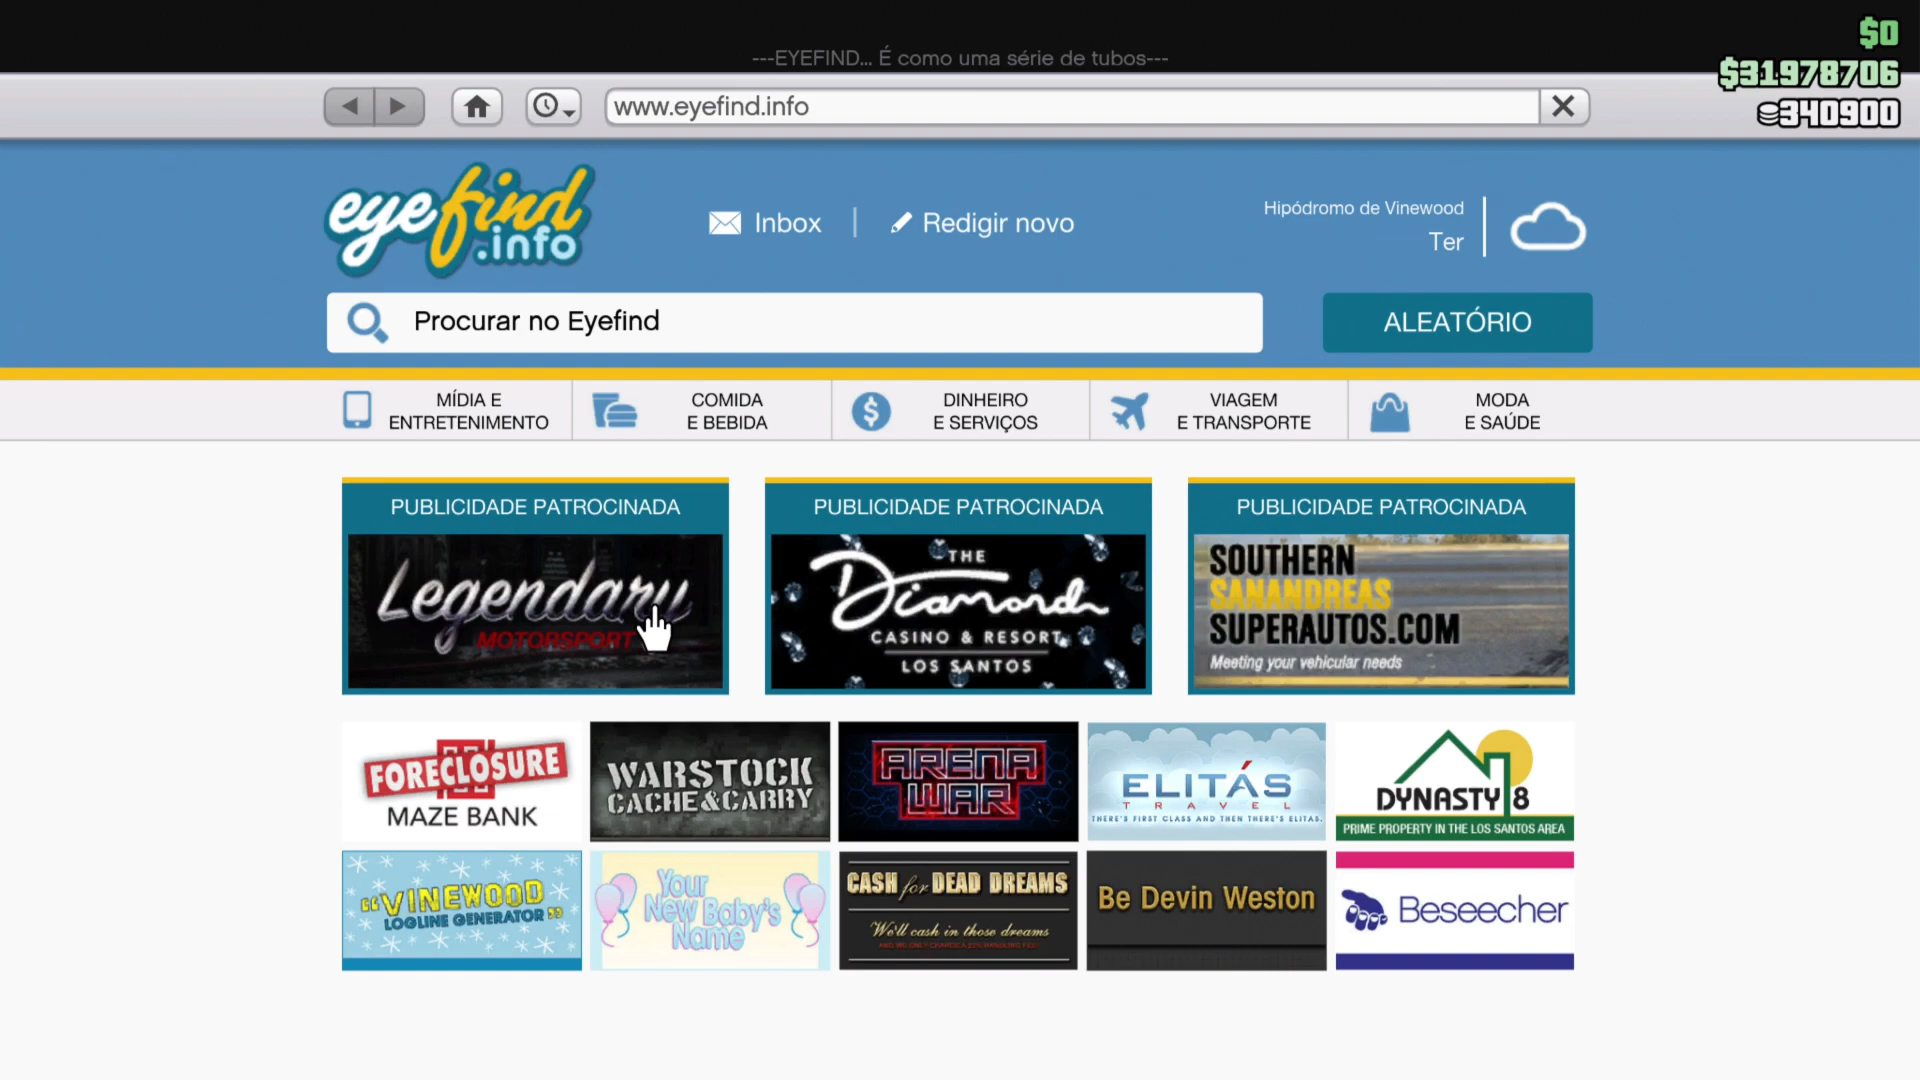 $0
---EYEFIND... É como uma série de tubos---
$31978706
www.eyefind.info
340900
eyefind
.info
Inbox
Redigir novo
Hipódromo de Vinewood
Ter
Procurar no Eyefind
ALEATÓRIO
MÍDIA E
ENTRETENIMENTO
COMIDA
E BEBIDA
DINHEIRO
E SERVIÇOS
VIAGEM
E TRANSPORTE
MODA
E SAÚDE
PUBLICIDADE PATROCINADA
Legendary
MOTORSPORT
PUBLICIDADE PATROCINADA
THE
Diamond
CASINO & RESORT
LOS SANTOS
PUBLICIDADE PATROCINADA
SOUTHERN
SANANDREAS
SUPERAUTOS.COM
Meeting your vehicular needs
FORECLOSURE
MAZE BANK
WARSTOCK
CACHE&CARRY
ARENA
WAR
ELITÁS
TRAVEL
THERE'S FIRST CLASS AND THEN THERE'S ELITAS.
DYNASTY 8
PRIME PROPERTY IN THE LOS SANTOS AREA
"VINEWOOD
LOGLINE GENERATOR"
Your
New Baby's
Name
CASH for DEAD DREAMS
We'll cash in those dreams
Be Devin Weston
Beseecher